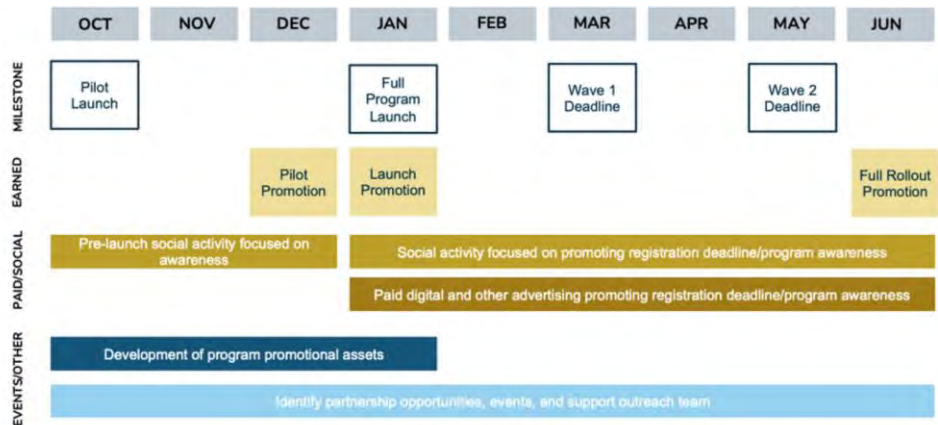 OCT NOV DEC JAN FEB MAR APR MAY JUN
MILESTONE
Pilot
Launch
Full
Program
Launch
Wave 1
Deadline
Wave 2
Deadline
EARNED
Pilot
Promotion
Launch
Promotion
Full Rollout
Promotion
PAID/SOCIAL
Pre-launch social activity focused on
awareness
Social activity focused on promoting registration deadline/program awareness
Paid digital and other advertising promoting registration deadline/program awareness
EVENTS/OTHER
Development of program promotional assets
Identify partnership opportunities, events, and support outreach team